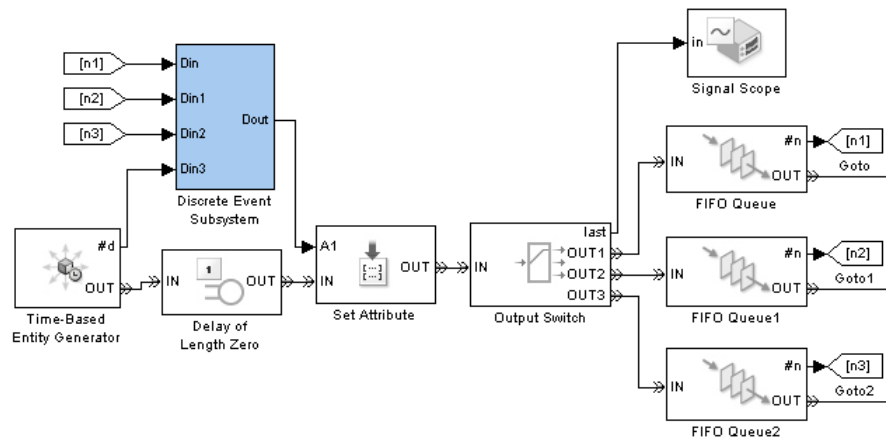 in
Signal Scope
[n1]
[n2]
[n3]
Din
Din1
Din2
Din3
Dout
Discrete Event
Subsystem
#d
OUT
Time-Based
Entity Generator
IN
1
OUT
Delay of
Length Zero
A1
IN
[...]
[...]
OUT
Set Attribute
IN
last
OUT1
OUT2
OUT3
Output Switch
IN
#n
OUT
FIFO Queue
[n1]
Goto
IN
#n
OUT
FIFO Queue1
[n2]
Goto1
IN
#n
OUT
FIFO Queue2
[n3]
Goto2